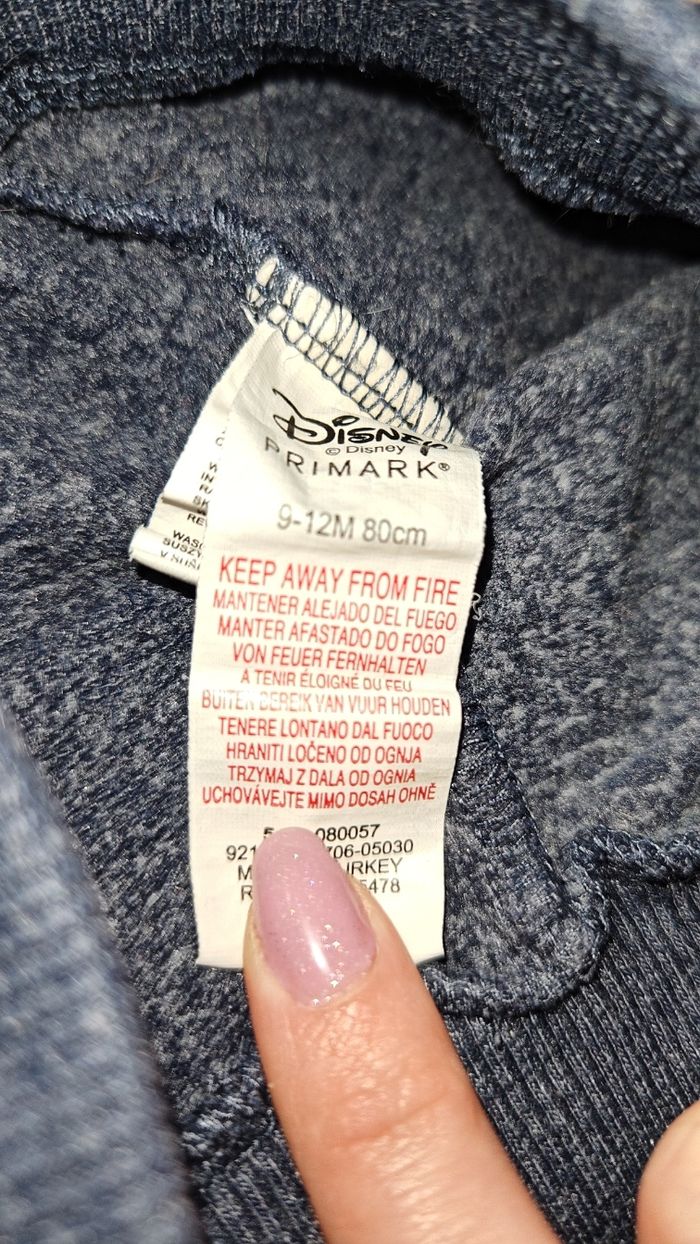 Disney
© Disney
PRIMARK®
9-12M 80cm
KEEP AWAY FROM FIRE
MANTENER ALEJADO DEL FUEGO
MANTER AFASTADO DO FOGO
VON FEUER FERNHALTEN
À TENIR ÉLOIGNÉ DU FEU
BUITEN BEREIK VAN VUUR HOUDEN
TENERE LONTANO DAL FUOCO
HRANITI LOČENO OD OGNJA
TRZYMAJ Z DALA OD OGNIA
UCHOVÁVEJTE MIMO DOSAH OHNĚ
080057
706-05030